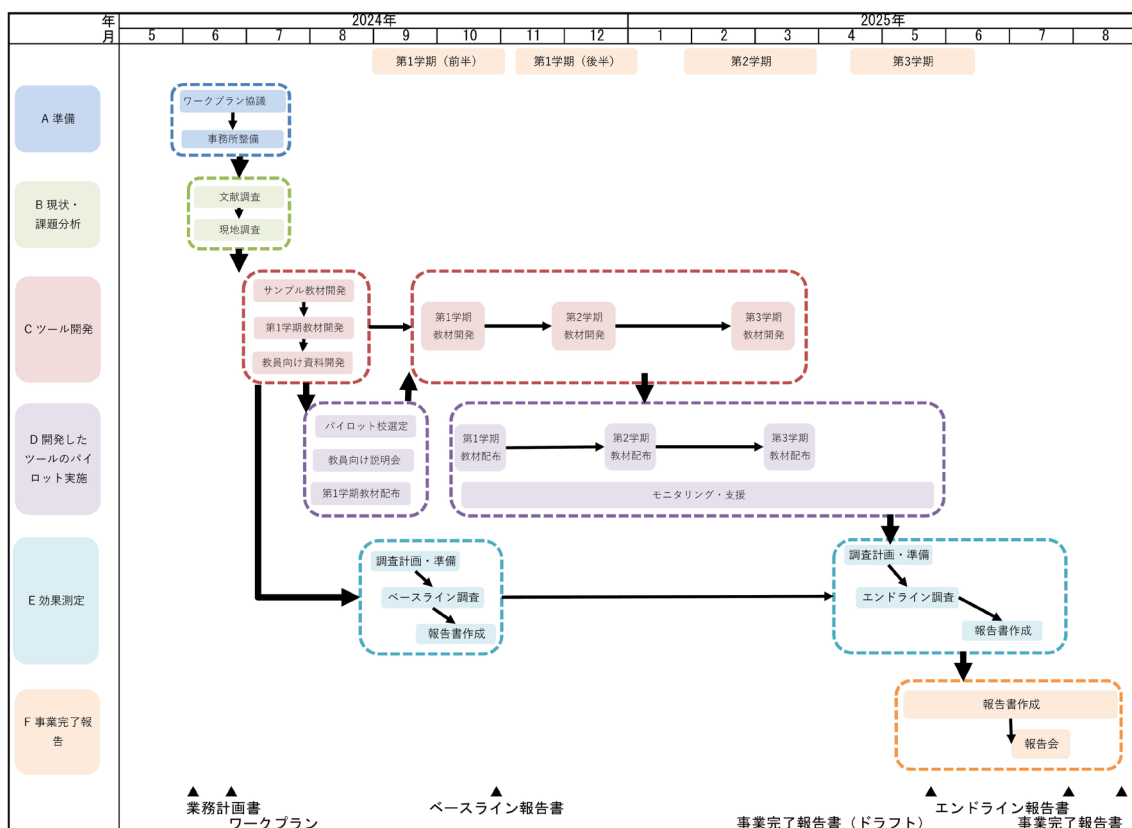 年 2024年 2025年
月 5 6 7 8 9 10 11 12 1 2 3 4 5 6 7 8
第1学期（前半） 第1学期（後半） 第2学期 第3学期
A 準備
ワークプラン協議
事務所整備
B 現状・
課題分析
文献調査
現地調査
C ツール開発
サンプル教材開発
第1学期教材開発
教員向け資料開発
第1学期
教材開発
第2学期
教材開発
第3学期
教材開発
D 開発した
ツールのパイ
ロット実施
パイロット校選定
教員向け説明会
第1学期教材配布
第1学期
教材配布
第2学期
教材配布
第3学期
教材配布
モニタリング・支援
E 効果測定
調査計画・準備
ベースライン調査
報告書作成
調査計画・準備
エンドライン調査
報告書作成
F 事業完了報
告
報告書作成
報告会
▲ ▲ ▲ ▲ ▲ ▲
業務計画書 ベースライン報告書 エンドライン報告書
ワークプラン 事業完了報告書（ドラフト） 事業完了報告書